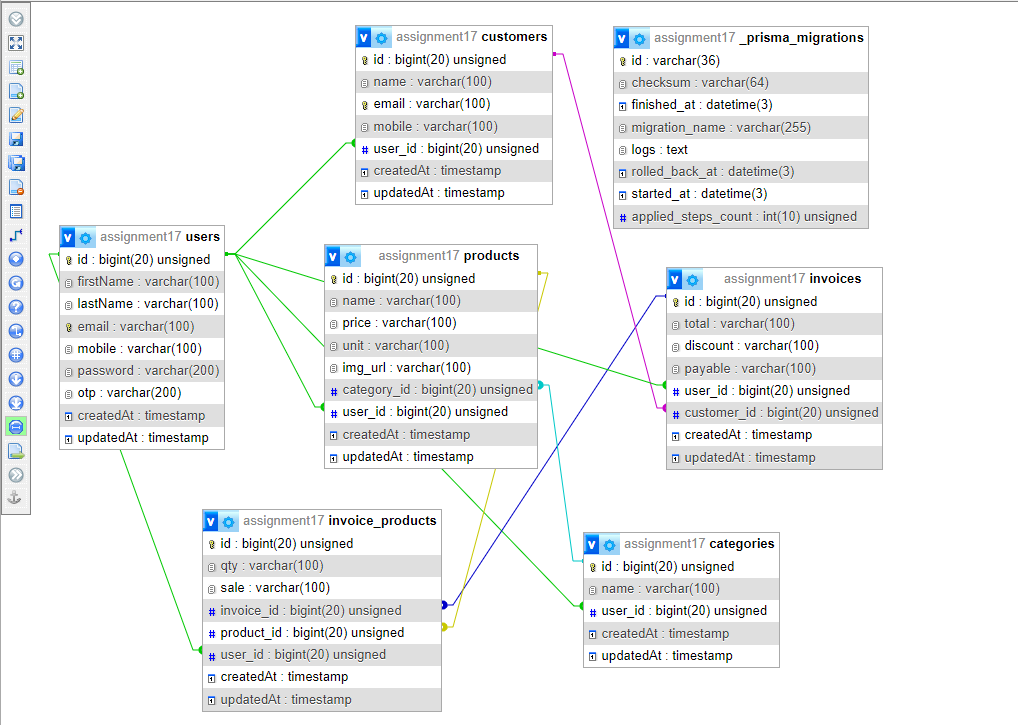 assignment17 customers
id : bigint(20) unsigned
name : varchar(100)
email : varchar(100)
mobile : varchar(100)
user_id : bigint(20) unsigned
createdAt : timestamp
updatedAt : timestamp
assignment17 _prisma_migrations
id : varchar(36)
checksum : varchar(64)
finished_at : datetime(3)
migration_name : varchar(255)
logs : text
rolled_back_at : datetime(3)
started_at : datetime(3)
applied_steps_count : int(10) unsigned
assignment17 users
id : bigint(20) unsigned
firstName : varchar(100)
lastName : varchar(100)
email : varchar(100)
mobile : varchar(100)
password : varchar(200)
otp : varchar(200)
createdAt : timestamp
updatedAt : timestamp
assignment17 products
id : bigint(20) unsigned
name : varchar(100)
price : varchar(100)
unit : varchar(100)
img_url : varchar(100)
category_id : bigint(20) unsigned
user_id : bigint(20) unsigned
createdAt : timestamp
updatedAt : timestamp
assignment17 invoices
id : bigint(20) unsigned
total : varchar(100)
discount : varchar(100)
payable : varchar(100)
user_id : bigint(20) unsigned
customer_id : bigint(20) unsigned
createdAt : timestamp
updatedAt : timestamp
assignment17 invoice_products
id : bigint(20) unsigned
qty : varchar(100)
sale : varchar(100)
invoice_id : bigint(20) unsigned
product_id : bigint(20) unsigned
user_id : bigint(20) unsigned
createdAt : timestamp
updatedAt : timestamp
assignment17 categories
id : bigint(20) unsigned
name : varchar(100)
user_id : bigint(20) unsigned
createdAt : timestamp
updatedAt : timestamp